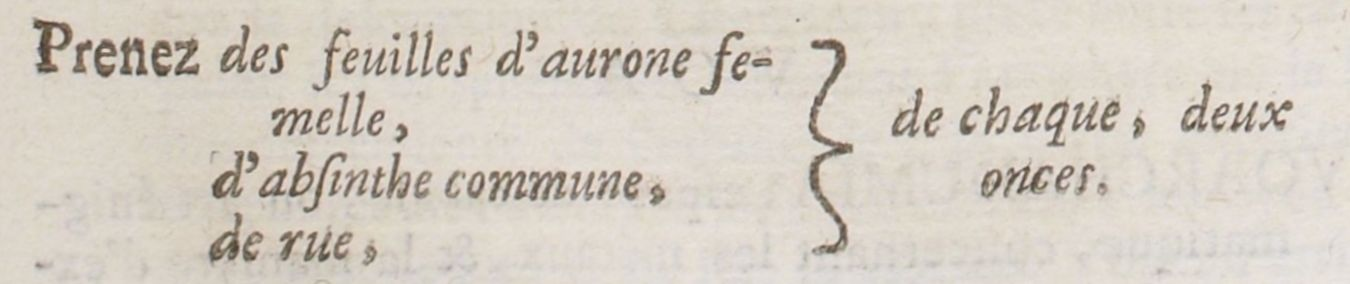 Prenez des feuilles d'aurone fe-
melle,
d'abſinthe commune,
de rue,
de chaque, deux
onces.